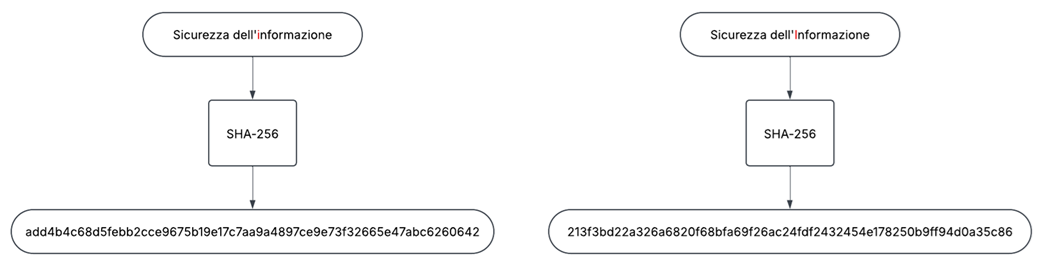 Sicurezza dell'informazione
SHA-256
add4b4c68d5febb2cce9675b19e17c7aa9a4897ce9e73f32665e47abc6260642
Sicurezza dell'Informazione
SHA-256
213f3bd22a326a6820f68bfa69f26ac24fdf2432454e178250b9ff94d0a35c86